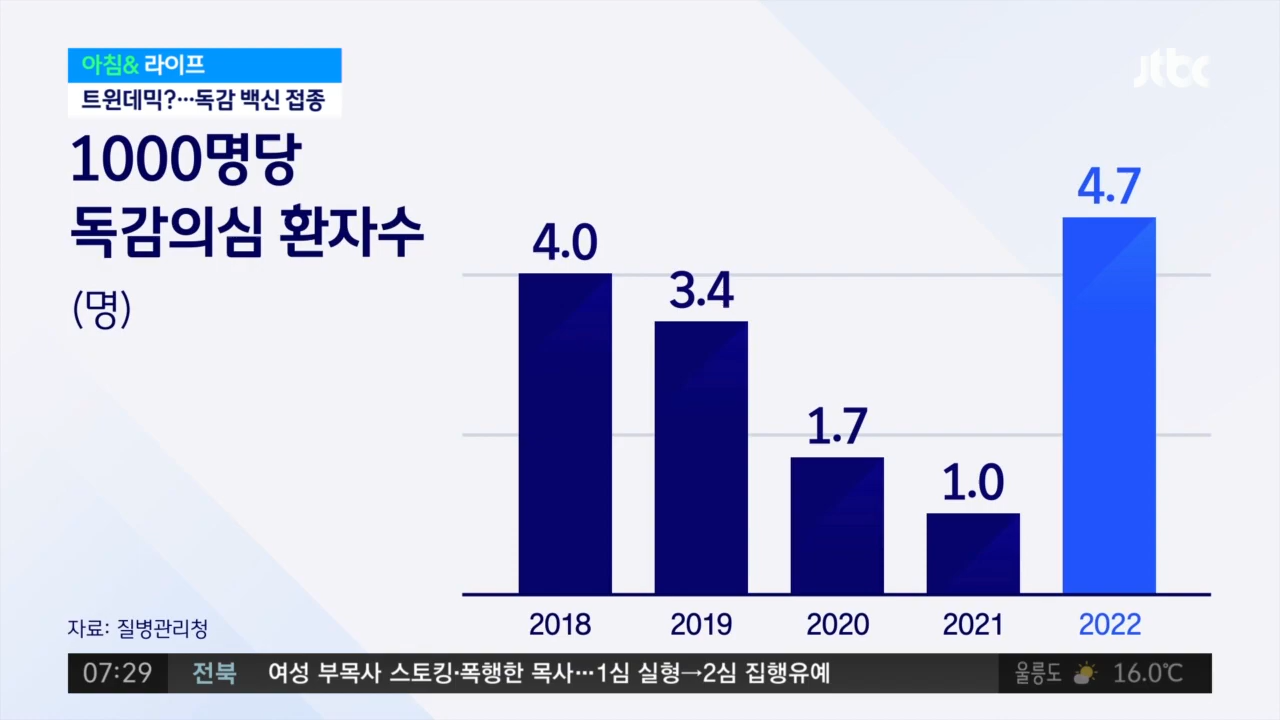 아침& 라이프
jtbc
트윈데믹?…독감 백신 접종
1000명당
독감의심 환자수
(명)
4.0
3.4
1.7
1.0
4.7
2018 2019 2020 2021 2022
자료: 질병관리청
07:29 전북 여성 부목사 스토킹·폭행한 목사…1심 실형→2심 집행유예 울릉도 16.0℃